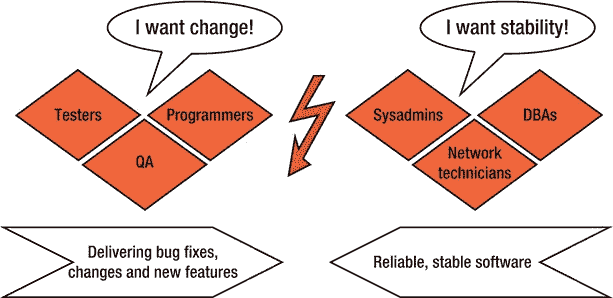 I want change!
I want stability!
Testers
Programmers
QA
Sysadmins
DBAs
Network
technicians
Delivering bug fixes,
changes and new features
Reliable, stable software